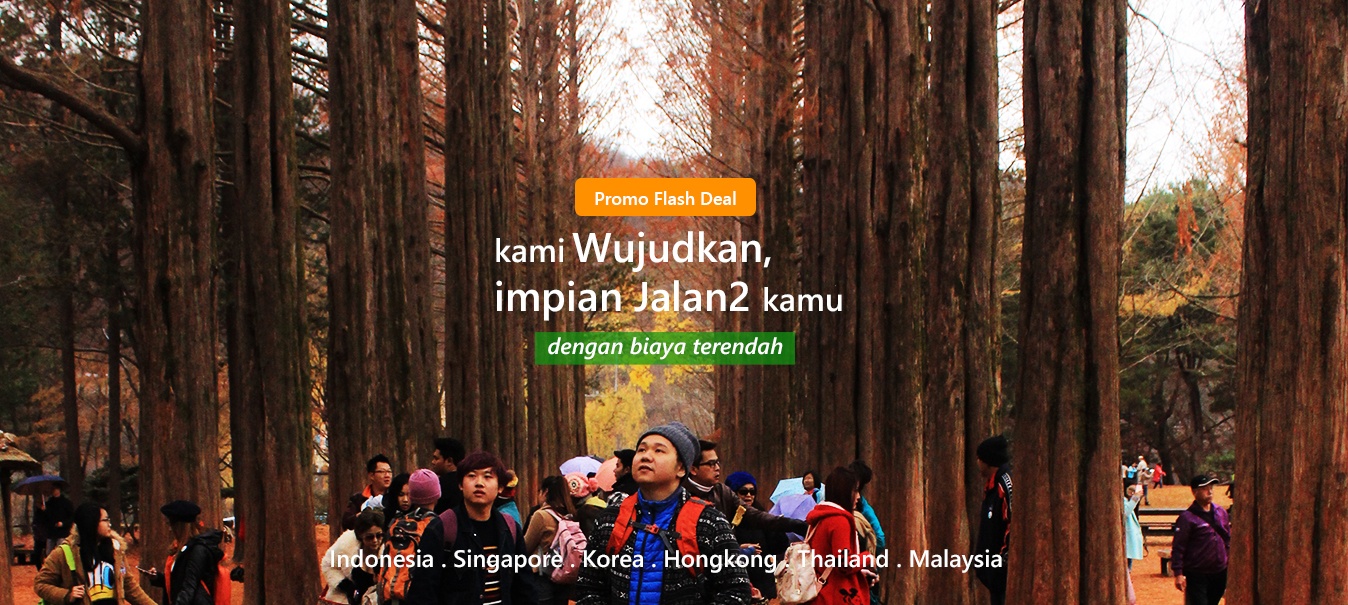 Promo Flash Deal
kami Wujudkan,
impian Jalan2 kamu
dengan biaya terendah
Indonesia . Singapore . Korea . Hongkong . Thailand . Malaysia